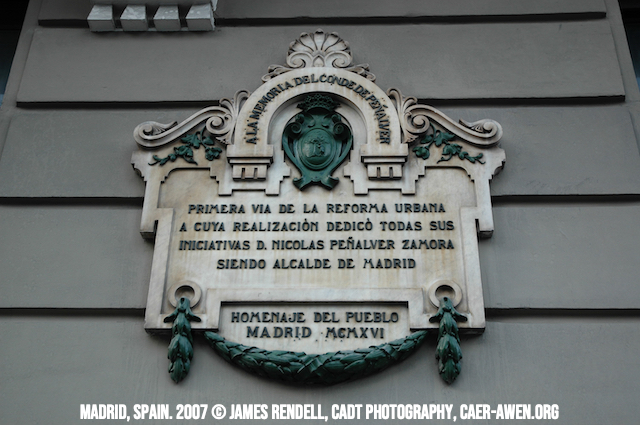 A LA MEMORIA DEL CONDE DE PEÑALVER
PRIMERA VIA DE LA REFORMA URBANA
A CUYA REALIZACIÓN DEDICÓ TODAS SUS
INICIATIVAS D. NICOLAS PEÑALVER ZAMORA
SIENDO ALCALDE DE MADRID
HOMENAJE DEL PUEBLO
MADRID MCMXVI
MADRID, SPAIN. 2007 © JAMES RENDELL, CADT PHOTOGRAPHY, CAER-AWEN.ORG